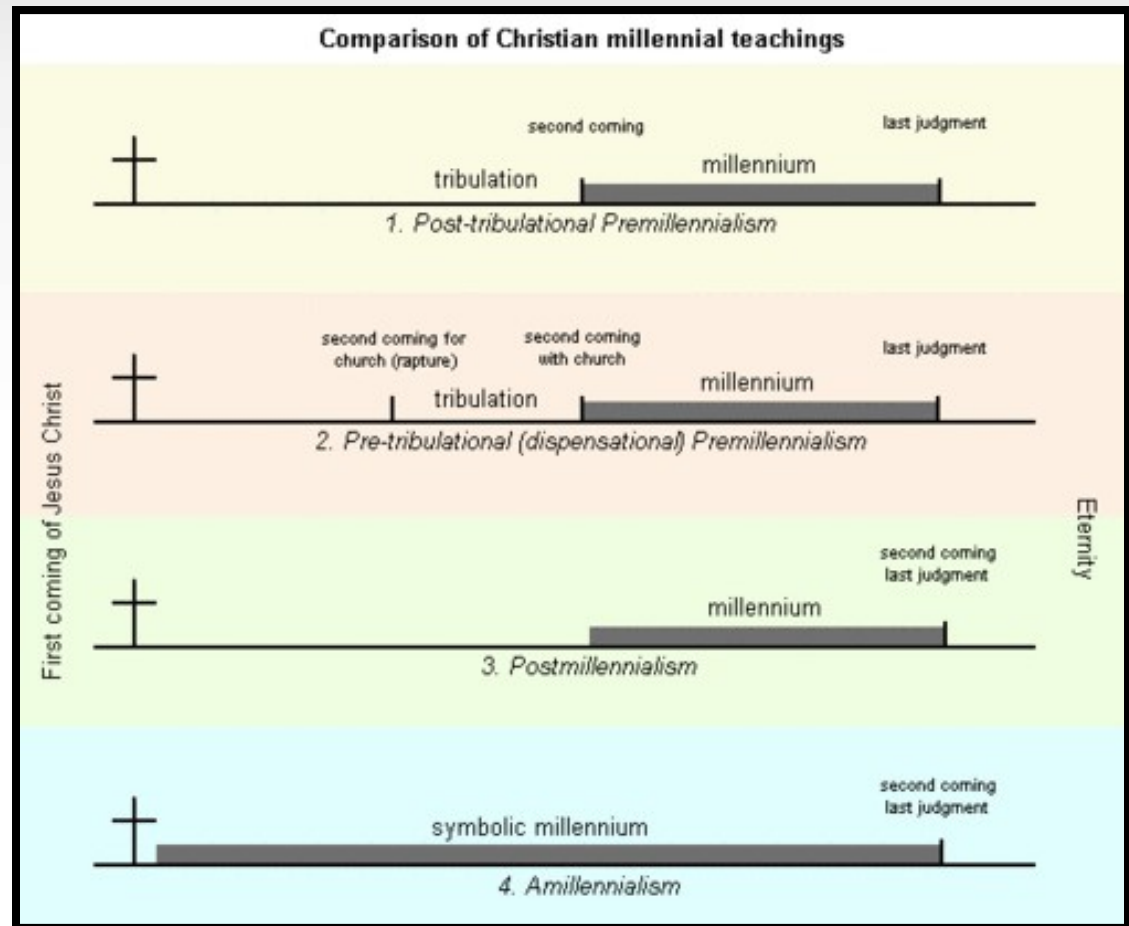 Comparison of Christian millennial teachings
second coming
last judgment
tribulation
millennium
1. Post-tribulational Premillennialism
second coming for
church (rapture)
second coming
with church
last judgment
tribulation
millennium
2. Pre-tribulational (dispensational) Premillennialism
First coming of Jesus Christ
Eternity
second coming
last judgment
millennium
3. Postmillennialism
second coming
last judgment
symbolic millennium
4. Amillennialism